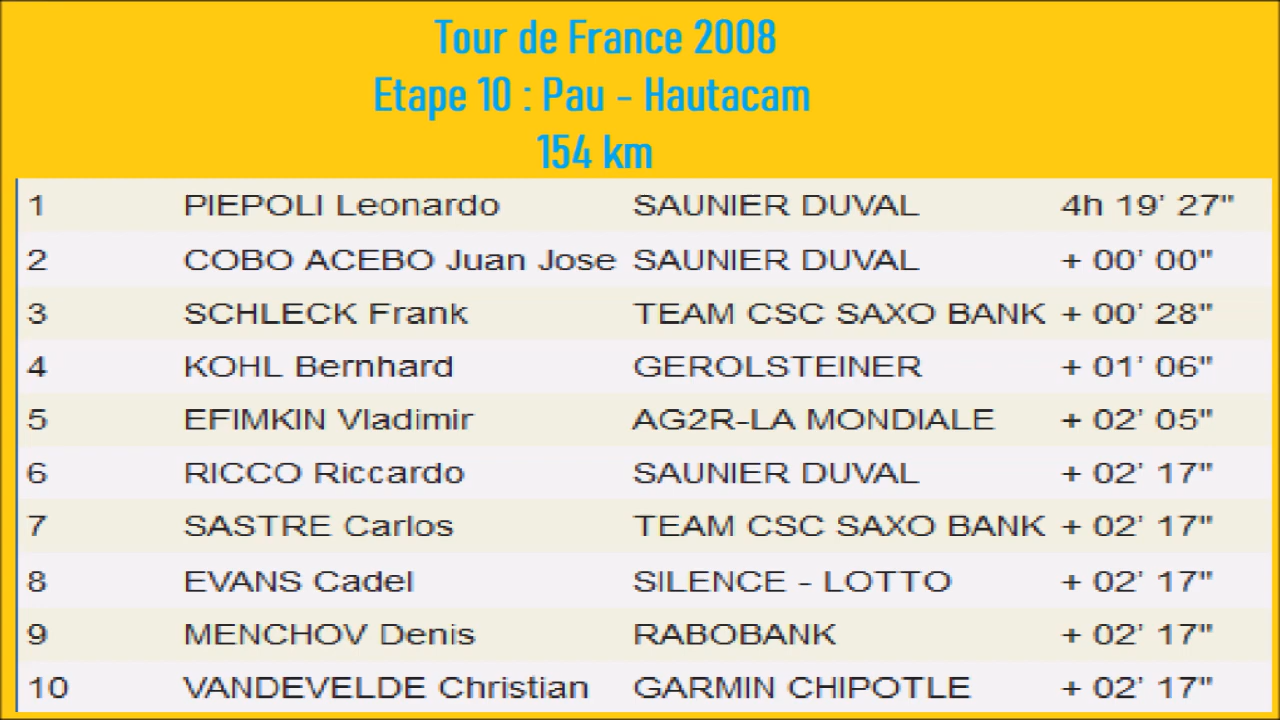 Tour de France 2008
Etape 10 : Pau - Hautacam
154 km
1 PIEPOLI Leonardo SAUNIER DUVAL 4h 19' 27"
2 COBO ACEBO Juan Jose SAUNIER DUVAL + 00' 00"
3 SCHLECK Frank TEAM CSC SAXO BANK + 00' 28"
4 KOHL Bernhard GEROLSTEINER + 01' 06"
5 EFIMKIN Vladimir AG2R-LA MONDIALE + 02' 05"
6 RICCO Riccardo SAUNIER DUVAL + 02' 17"
7 SASTRE Carlos TEAM CSC SAXO BANK + 02' 17"
8 EVANS Cadel SILENCE - LOTTO + 02' 17"
9 MENCHOV Denis RABOBANK + 02' 17"
10 VANDEVELDE Christian GARMIN CHIPOTLE + 02' 17"